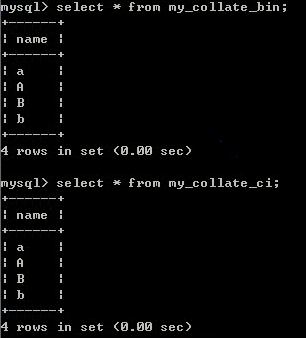 mysql> select * from my_collate_bin;
+------+
| name |
+------+
| a    |
| A    |
| B    |
| b    |
+------+
4 rows in set (0.00 sec)
mysql> select * from my_collate_ci;
+------+
| name |
+------+
| a    |
| A    |
| B    |
| b    |
+------+
4 rows in set (0.00 sec)